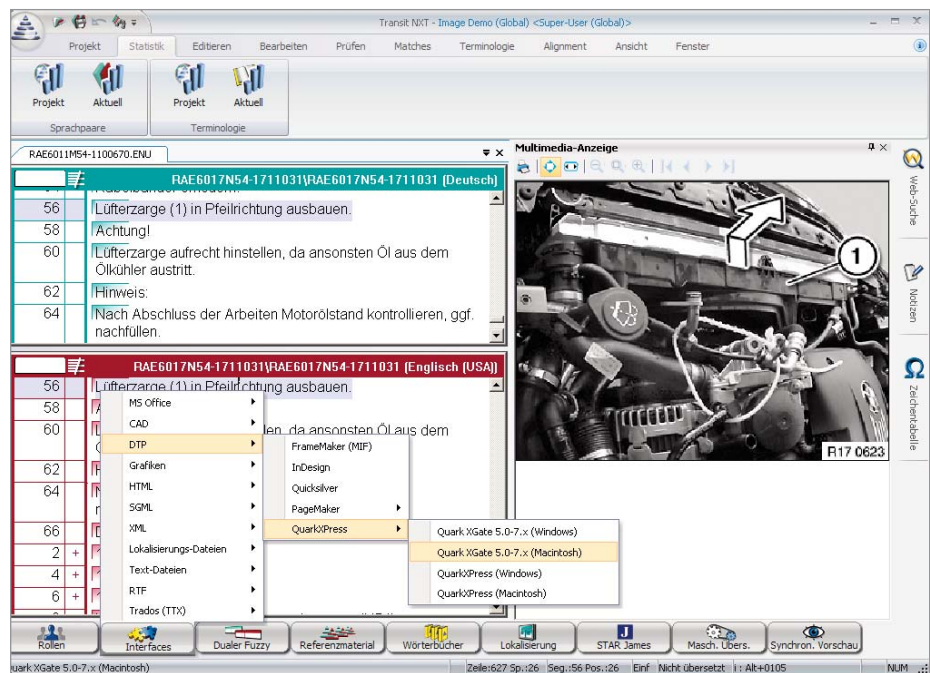 Transit NXT - Image Demo (Global) <Super-User (Global)>
Projekt Statistik Editieren Bearbeiten Prüfen Matches Terminologie Alignment Ansicht Fenster
Projekt Aktuell Projekt Aktuell
Sprachpaare Terminologie
RAE6011M54-1100670.ENU
Multimedia-Anzeige
RAE6017N54-1711031\RAE6017N54-1711031 (Deutsch)
56 Lüfterzarge (1) in Pfeilrichtung ausbauen.
58 Achtung!
60 Lüfterzarge aufrecht hinstellen, da ansonsten Öl aus dem
Ölkühler austritt.
62 Hinweis:
64 Nach Abschluss der Arbeiten Motorölstand kontrollieren, ggf.
nachfüllen.
1
R17 0623
Web-Suche
Notizen
Zeichentabelle
RAE6017N54-1711031\RAE6017N54-1711031 (Englisch (USA))
56 Lüfterzarge (1) in Pfeilrichtung ausbauen.
58
60 len, da ansonsten Öl aus dem
62
64
66
2 +
4 +
6 +
MS Office
CAD
DTP
Grafiken
HTML
SGML
XML
Lokalisierungs-Dateien
Text-Dateien
RTF
Trados (TTX)
FrameMaker (MIF)
InDesign
Quicksilver
PageMaker
QuarkXPress
Quark XGate 5.0-7.x (Windows)
Quark XGate 5.0-7.x (Macintosh)
QuarkXPress (Windows)
QuarkXPress (Macintosh)
Rollen Interfaces Dualer Fuzzy Referenzmaterial Wörterbücher Lokalisierung STAR James Masch. Übers. Synchron. Vorschau
uark XGate 5.0-7.x (Macintosh) Zeile:627 Sp.:26 Seg.:56 Pos.:26 Einf Nicht übersetzt : Alt+0105 NUM